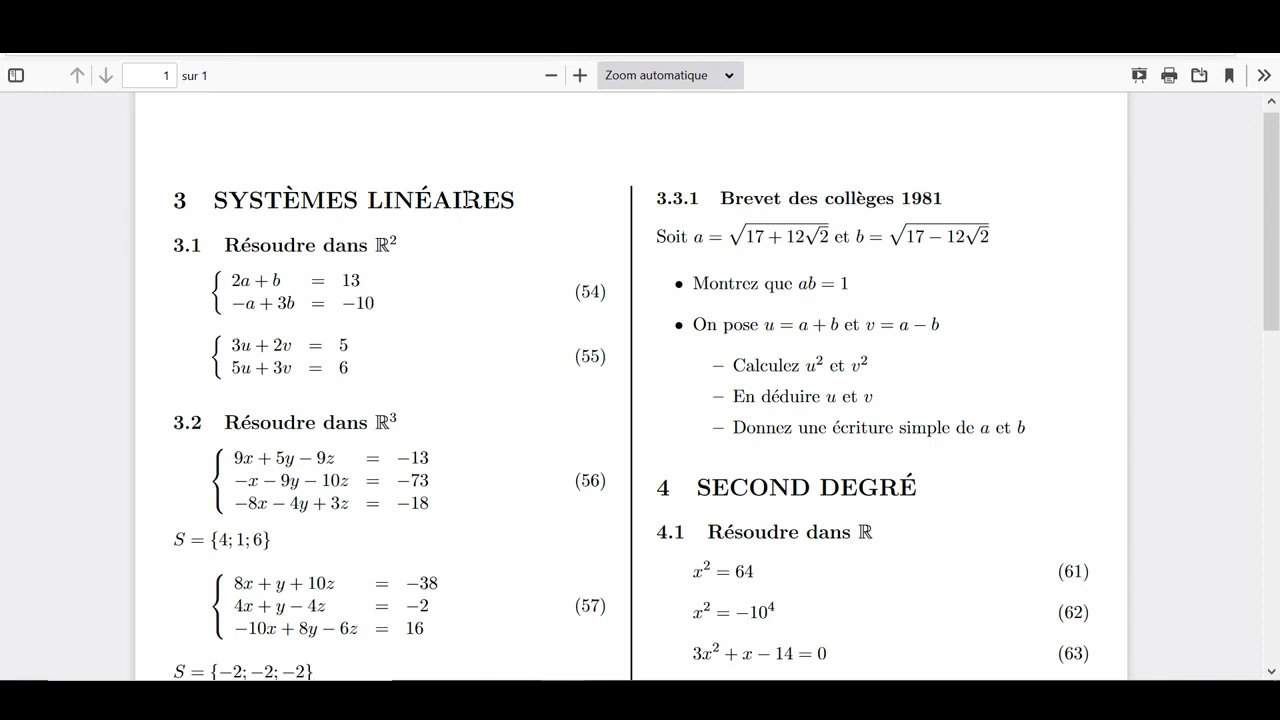 1 sur 1 Zoom automatique
3 SYSTÈMES LINÉAIRES
3.1 Résoudre dans ℝ²
2a + b = 13
−a + 3b = −10
(54)
3u + 2v = 5
5u + 3v = 6
(55)
3.2 Résoudre dans ℝ³
9x + 5y − 9z = −13
−x − 9y − 10z = −73
−8x − 4y + 3z = −18
(56)
S = {4; 1; 6}
8x + y + 10z = −38
4x + y − 4z = −2
−10x + 8y − 6z = 16
(57)
S = {−2; −2; −2}
3.3.1 Brevet des collèges 1981
Soit a = √(17 + 12√2) et b = √(17 − 12√2)
• Montrez que ab = 1
• On pose u = a + b et v = a − b
– Calculez u² et v²
– En déduire u et v
– Donnez une écriture simple de a et b
4 SECOND DEGRÉ
4.1 Résoudre dans ℝ
x² = 64 (61)
x² = −10⁴ (62)
3x² + x − 14 = 0 (63)